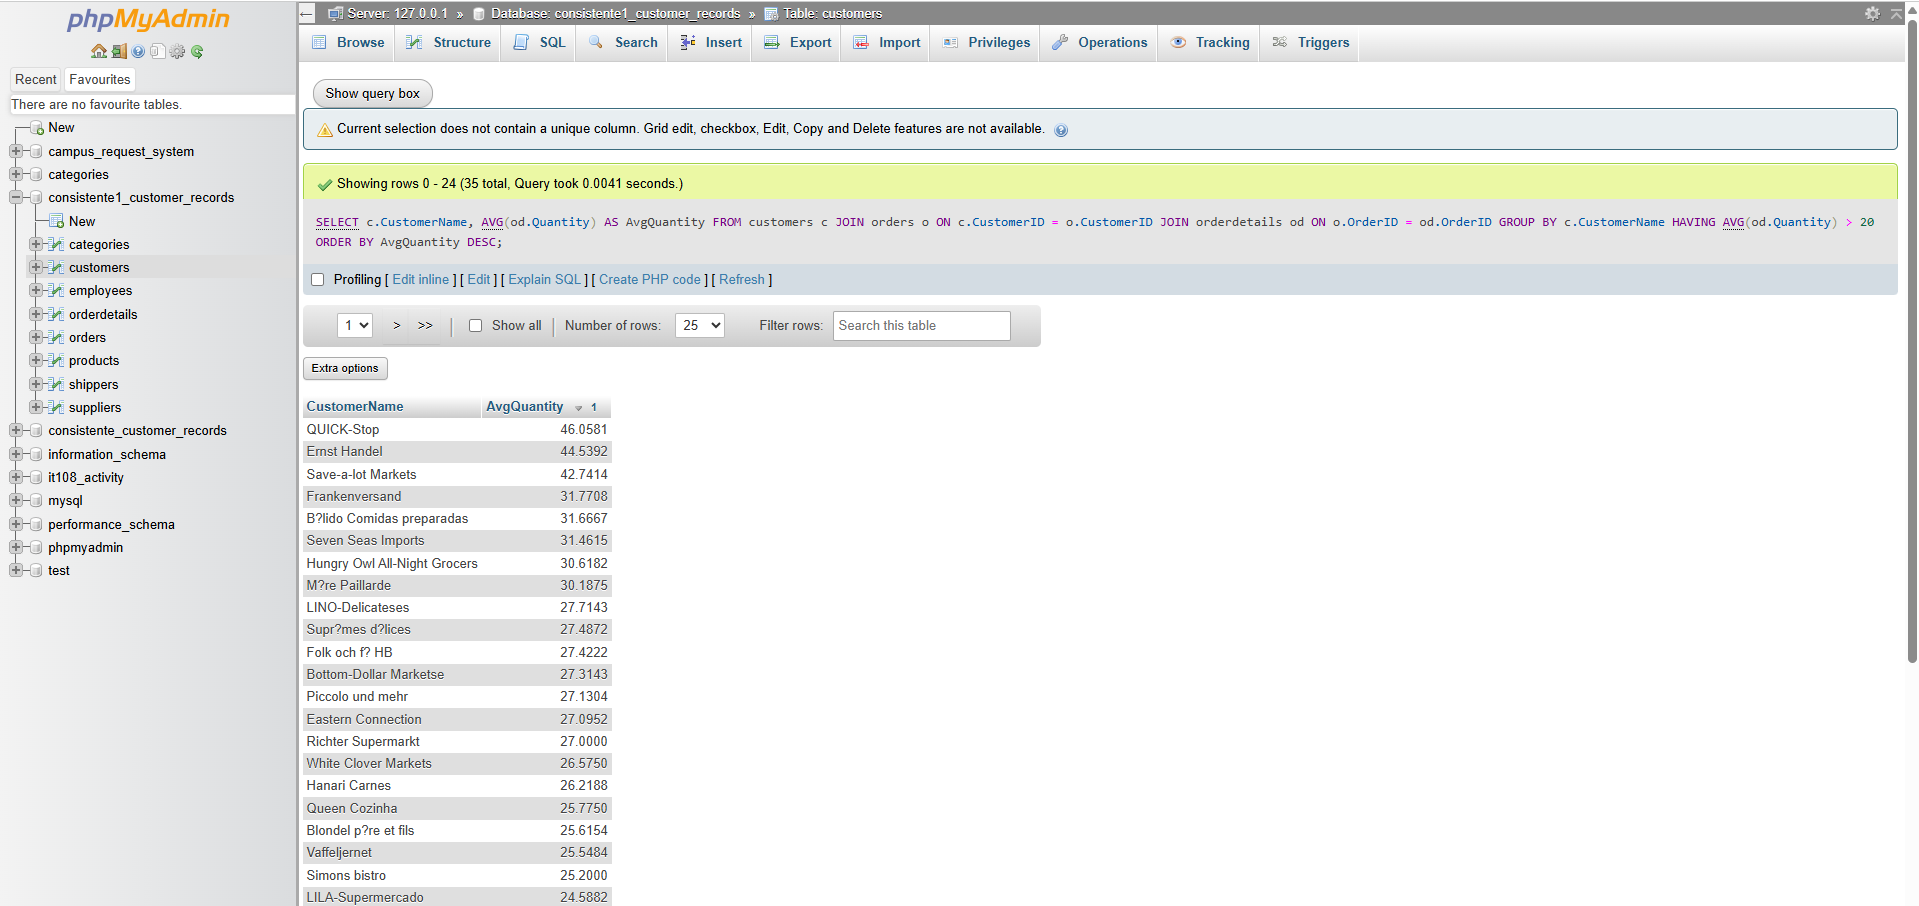 phpMyAdmin
Recent
Favourites
There are no favourite tables.
New
campus_request_system
categories
consistente1_customer_records
New
categories
customers
employees
orderdetails
orders
products
shippers
suppliers
consistente_customer_records
information_schema
it108_activity
mysql
performance_schema
phpmyadmin
test
Server: 127.0.0.1 » Database: consistente1_customer_records » Table: customers
Browse Structure SQL Search Insert Export Import Privileges Operations Tracking Triggers
Show query box
Current selection does not contain a unique column. Grid edit, checkbox, Edit, Copy and Delete features are not available.
Showing rows 0 - 24 (35 total, Query took 0.0041 seconds.)
SELECT c.CustomerName, AVG(od.Quantity) AS AvgQuantity FROM customers c JOIN orders o ON c.CustomerID = o.CustomerID JOIN orderdetails od ON o.OrderID = od.OrderID GROUP BY c.CustomerName HAVING AVG(od.Quantity) > 20
ORDER BY AvgQuantity DESC;
Profiling [ Edit inline ] [ Edit ] [ Explain SQL ] [ Create PHP code ] [ Refresh ]
1 > >> | Show all | Number of rows: 25 Filter rows: Search this table
Extra options
CustomerName AvgQuantity 1
QUICK-Stop 46.0581
Ernst Handel 44.5392
Save-a-lot Markets 42.7414
Frankenversand 31.7708
B?lido Comidas preparadas 31.6667
Seven Seas Imports 31.4615
Hungry Owl All-Night Grocers 30.6182
M?re Paillarde 30.1875
LINO-Delicateses 27.7143
Supr?mes d?lices 27.4872
Folk och f? HB 27.4222
Bottom-Dollar Marketse 27.3143
Piccolo und mehr 27.1304
Eastern Connection 27.0952
Richter Supermarkt 27.0000
White Clover Markets 26.5750
Hanari Carnes 26.2188
Queen Cozinha 25.7750
Blondel p?re et fils 25.6154
Vaffeljernet 25.5484
Simons bistro 25.2000
LILA-Supermercado 24.5882